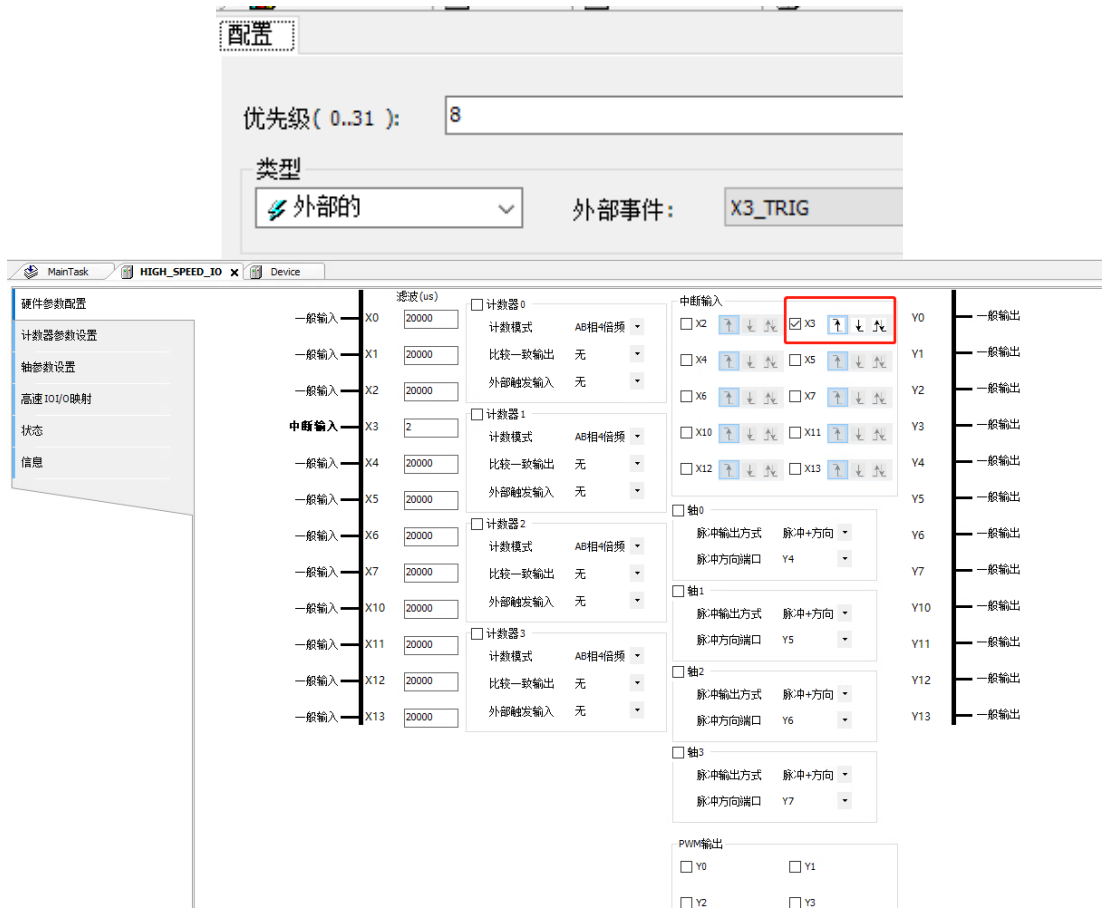 配置
优先级( 0..31 ):
8
类型
外部的
外部事件:
X3_TRIG
MainTask
HIGH_SPEED_IO
Device
硬件参数配置
计数器参数设置
轴参数设置
高速IOI/O映射
状态
信息
滤波(us)
一般输入 X0 20000
一般输入 X1 20000
一般输入 X2 20000
中断输入 X3 2
一般输入 X4 20000
一般输入 X5 20000
一般输入 X6 20000
一般输入 X7 20000
一般输入 X10 20000
一般输入 X11 20000
一般输入 X12 20000
一般输入 X13 20000
计数器0
计数模式 AB相4倍频
比较一致输出 无
外部触发输入 无
计数器1
计数模式 AB相4倍频
比较一致输出 无
外部触发输入 无
计数器2
计数模式 AB相4倍频
比较一致输出 无
外部触发输入 无
计数器3
计数模式 AB相4倍频
比较一致输出 无
外部触发输入 无
中断输入
X2 X3
X4 X5
X6 X7
X10 X11
X12 X13
轴0
脉冲输出方式 脉冲+方向
脉冲方向端口 Y4
轴1
脉冲输出方式 脉冲+方向
脉冲方向端口 Y5
轴2
脉冲输出方式 脉冲+方向
脉冲方向端口 Y6
轴3
脉冲输出方式 脉冲+方向
脉冲方向端口 Y7
PWM输出
Y0 Y1
Y2 Y3
Y0 一般输出
Y1 一般输出
Y2 一般输出
Y3 一般输出
Y4 一般输出
Y5 一般输出
Y6 一般输出
Y7 一般输出
Y10 一般输出
Y11 一般输出
Y12 一般输出
Y13 一般输出